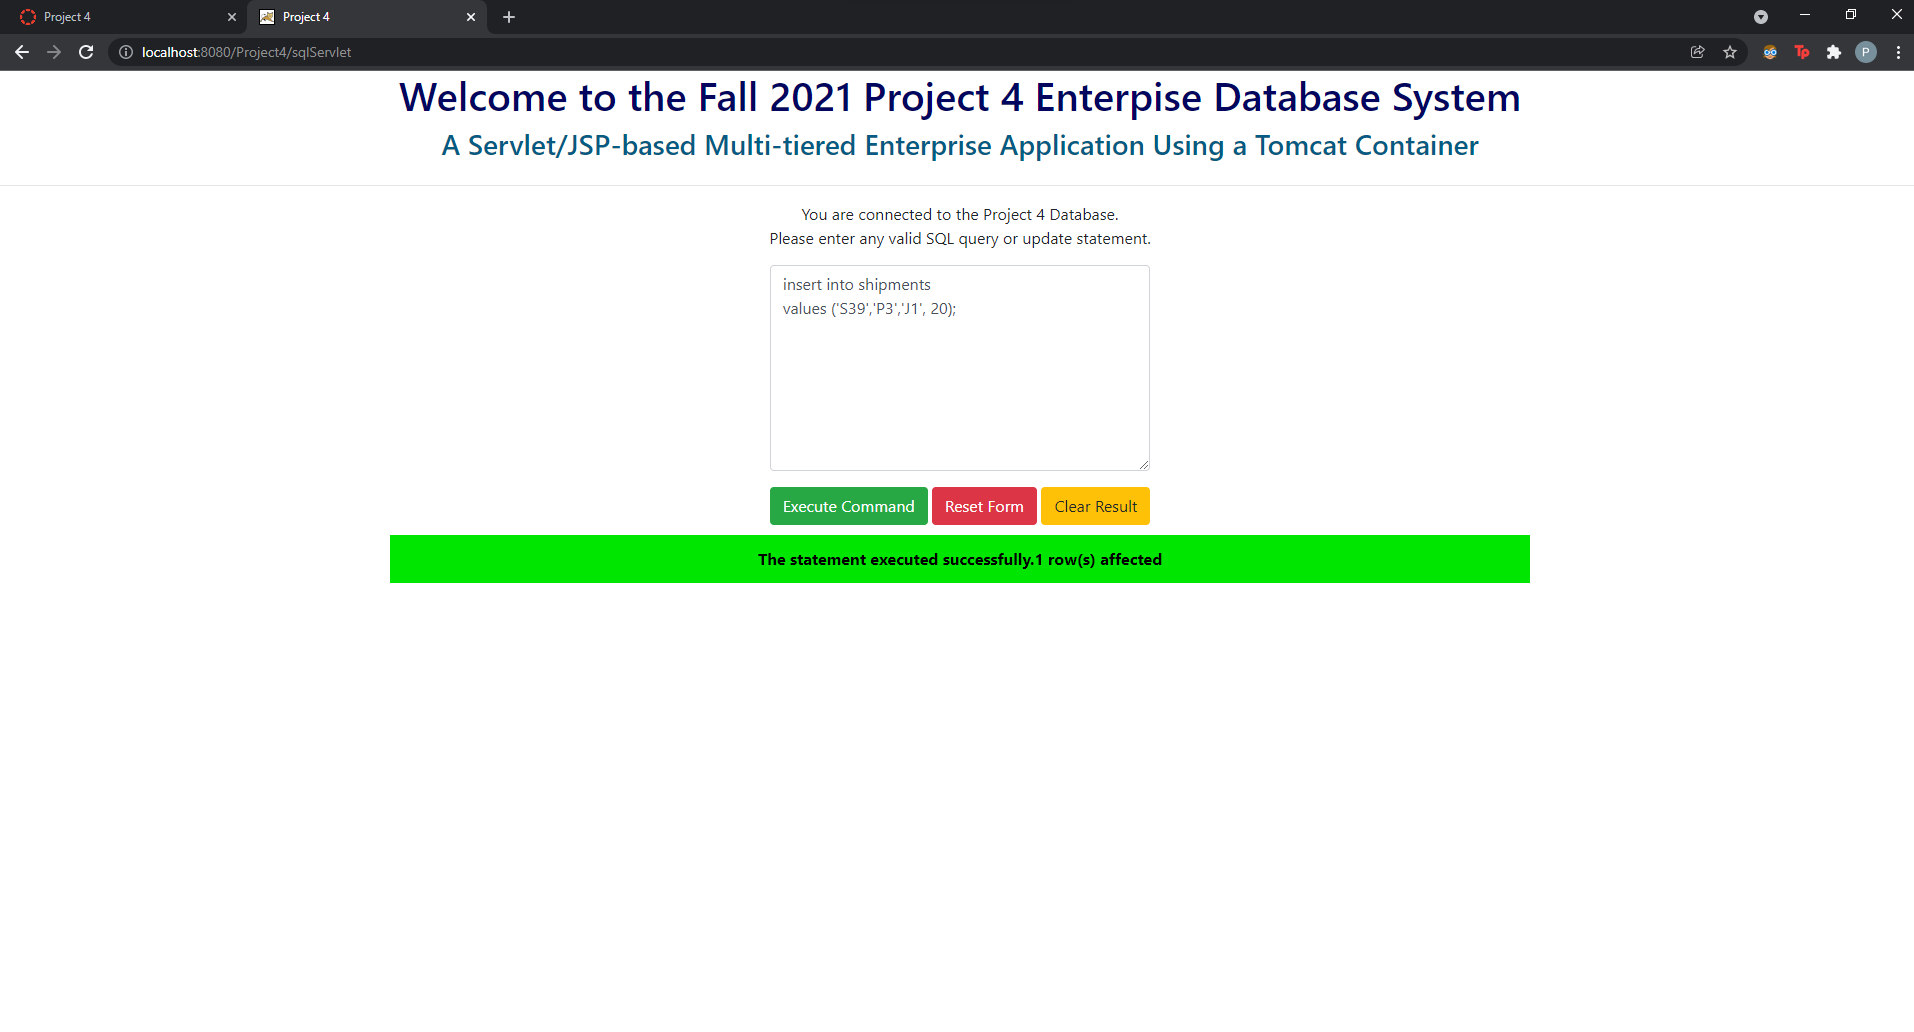 Project 4
Project 4
localhost:8080/Project4/sqlServlet
Tp
P
Welcome to the Fall 2021 Project 4 Enterpise Database System
A Servlet/JSP-based Multi-tiered Enterprise Application Using a Tomcat Container
You are connected to the Project 4 Database.
Please enter any valid SQL query or update statement.
insert into shipments
values ('S39','P3','J1', 20);
Execute Command Reset Form Clear Result
The statement executed successfully.1 row(s) affected